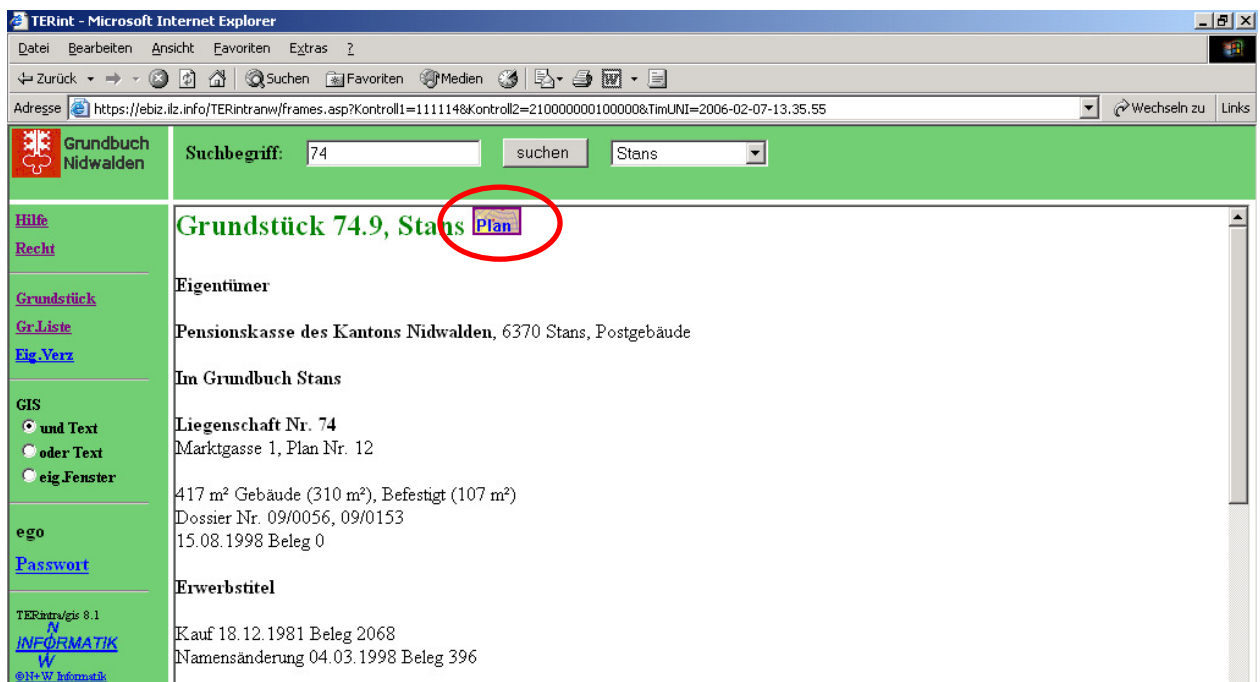 TERint - Microsoft Internet Explorer
Datei Bearbeiten Ansicht Favoriten Extras ?
Zurück Suchen Favoriten Medien
Adresse https://ebiz.ilz.info/TERintranw/frames.asp?Kontroll1=111114&Kontroll2=2100000000100000&TimUNI=2006-02-07-13.35.55 Wechseln zu Links
Grundbuch
Nidwalden
Suchbegriff: 74 suchen Stans
Hilfe
Recht
Grundstück
Gr.Liste
Eig.Verz
GIS
und Text
oder Text
eig.Fenster
ego
Passwort
TERintra/gis 8.1
N
INFORMATIK
W
©N+W Informatik
Grundstück 74.9, Stans Plan
Eigentümer
Pensionskasse des Kantons Nidwalden, 6370 Stans, Postgebäude
Im Grundbuch Stans
Liegenschaft Nr. 74
Marktgasse 1, Plan Nr. 12
417 m² Gebäude (310 m²), Befestigt (107 m²)
Dossier Nr. 09/0056, 09/0153
15.08.1998 Beleg 0
Erwerbstitel
Kauf 18.12.1981 Beleg 2068
Namensänderung 04.03.1998 Beleg 396